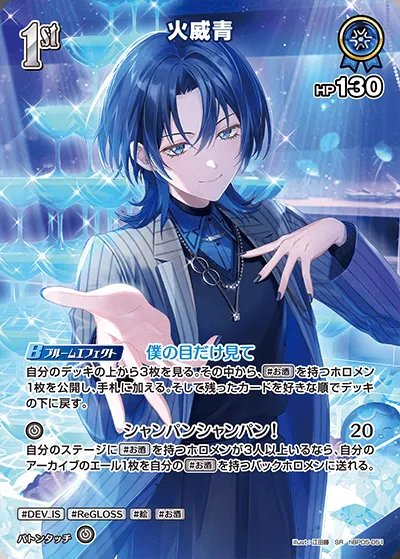 1st
火威青
HP130
Bブルームエフェクト 僕の目だけ見て
自分のデッキの上から3枚を見る。その中から、#お酒を持つホロメン
1枚を公開し、手札に加える。そして残ったカードを好きな順でデッキ
の下に戻す。
シャンパンシャンパン! 20
自分のステージに#お酒を持つホロメンが3人以上いるなら、自分の
アーカイブのエール1枚を自分の#お酒を持つバックホロメンに送れる。
#DEV_IS #ReGLOSS #絵 #お酒
バトンタッチ
illust: 江田藤 SR hBP05-051